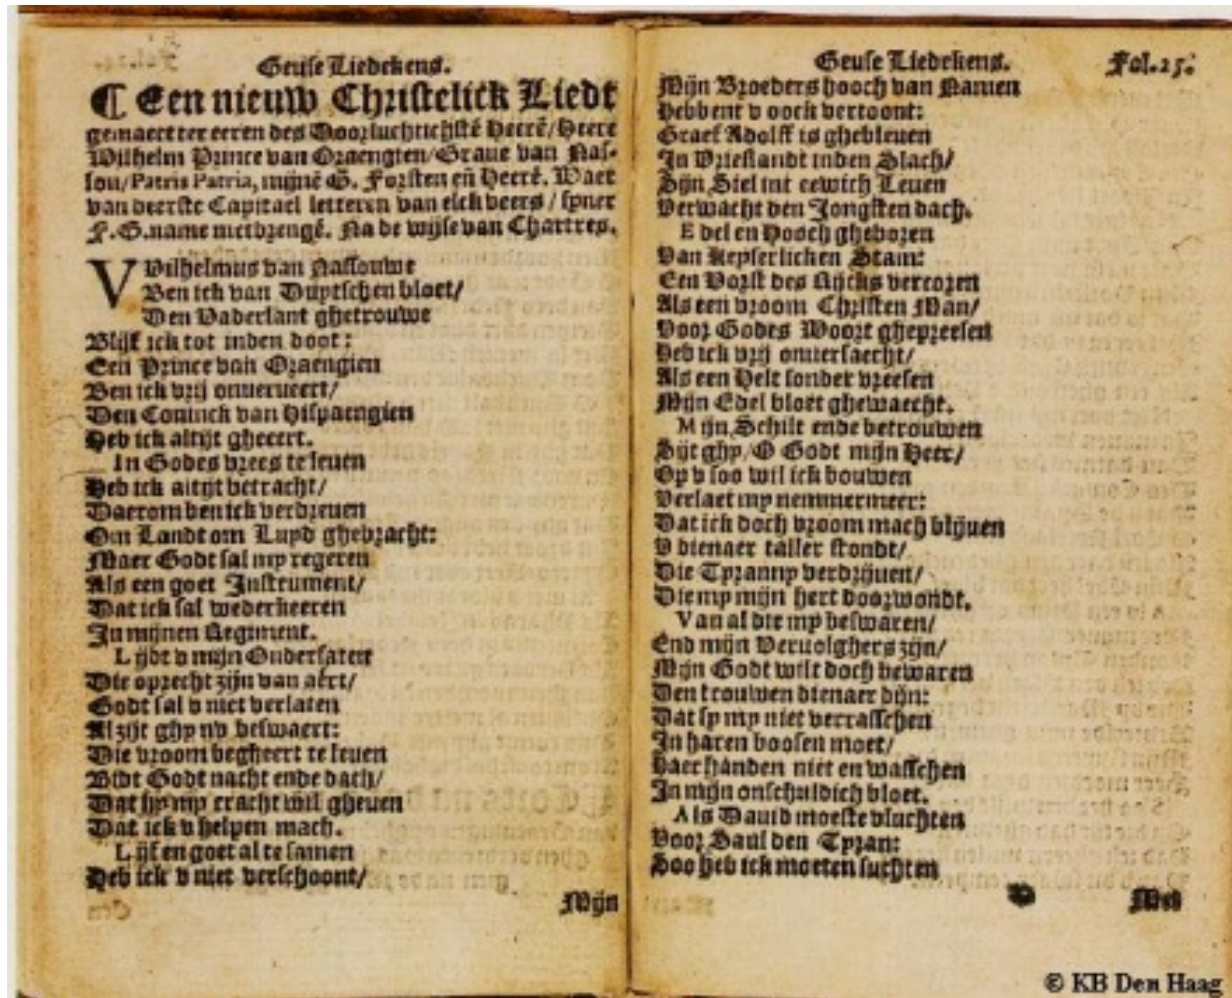 Geuse Liedekens.
¶ Een nieuw Christelick Liedt
gemaect ter eeren des Doorluchtichstē Heerē/Heere
Wilhelm Prince van Oraengien/Graue van Nas-
sou/Patris Patria, mijnē G. Forsten eñ Heerē. Waer
van deerste Capitael letteren van elck veers/ syner
F.G. name metbrengē. Na de wijse van Chartres.
VVilhelmus van Nassouwe
Ben ick van Duytschen bloet/
Den Vaderlant ghetrouwe
Blijf ick tot inden doot:
Een Prince van Oraengien
Ben ick vrij onuerueert/
Den Coninck van Hispaengien
Heb ick altijt gheeert.
In Godes vrees te leuen
Heb ick altijt betracht/
Daerom ben ick verdreuen
Om Landt om Luyd ghebracht:
Maer Godt sal my regeren
Als een goet Instrument/
Dat ick sal wederkeeren
In mijnen Regiment.
Lijdt v mijn Ondersaten
Die oprecht zijn van aert/
Godt sal v niet verlaten
Al zijt ghy nv beswaert:
Die vroom begheert te leuen
Bidt Godt nacht ende dach/
Dat hy my cracht wil gheuen
Dat ick v helpen mach.
Lijf en goet al te samen
Heb ick v niet verschoont/
Mijn
Geuse Liedekens. Fol.25.
Mijn Broeders hooch van Namen
Hebbent v oock vertoont:
Graef Adolff is ghebleuen
In Vrieslandt inden Slach/
Sijn Siel int eewich Leuen
Verwacht den Jongsten dach.
Edel en Hooch gheboren
Van Keyserlicken Stam:
Een Vorst des Rijcks vercoren
Als een vroom Christen Man/
Voor Godes Woort ghepreesen
Heb ick vrij onuersaecht/
Als een Helt sonder vreesen
Mijn Edel bloet ghewaecht.
Mijn Schilt ende betrouwen
Sijt ghy/O Godt mijn Heer/
Op v soo wil ick bouwen
Verlaet my nemmermeer:
Dat ick doch vroom mach blijuen
V dienaer taller stondt/
Die Tyranny verdrijuen/
Die my mijn hert doorwondt.
Van al die my beswaren/
End mijn Veruolghers zijn/
Mijn Godt wilt doch bewaren
Den trouwen dienaer dijn:
Dat sy my niet verrasschen
In haren boosen moet/
Haer handen niet en wasschen
In mijn onschuldich bloet.
Als Dauid moeste vluchten
Voor Saul den Tyran:
Soo heb ick moeten suchten
Met
© KB Den Haag